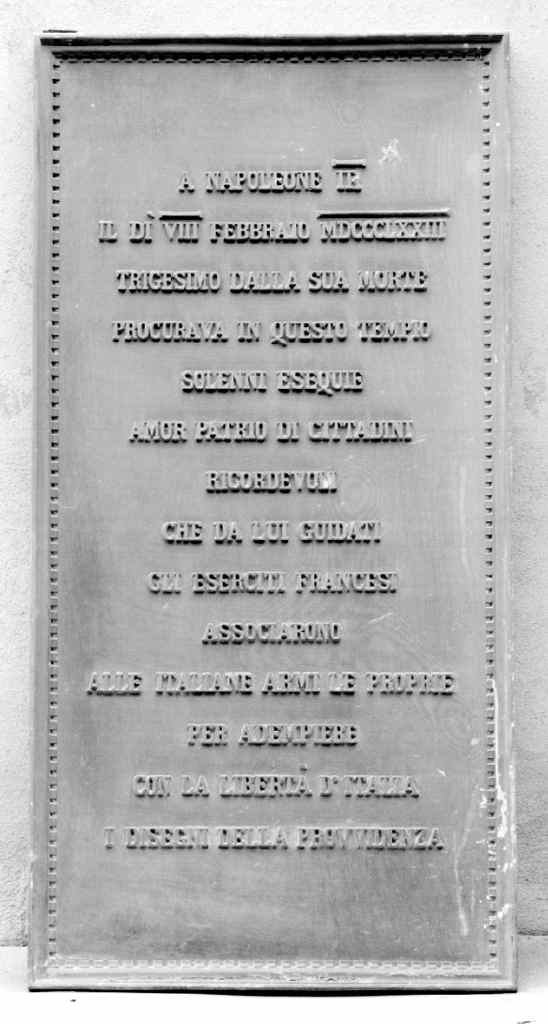 A NAPOLEONE III
IL DÌ VIII FEBBRAIO MDCCCLXXIII
TRIGESIMO DALLA SUA MORTE
PROCURAVA IN QUESTO TEMPIO
SOLENNI ESEQUIE
AMOR PATRIO DI CITTADINI
RICORDEVOLI
CHE DA LUI GUIDATI
GLI ESERCITI FRANCESI
ASSOCIARONO
ALLE ITALIANE ARMI LE PROPRIE
PER ADEMPIERE
CON LA LIBERTÀ D'ITALIA
I DISEGNI DELLA PROVVIDENZA